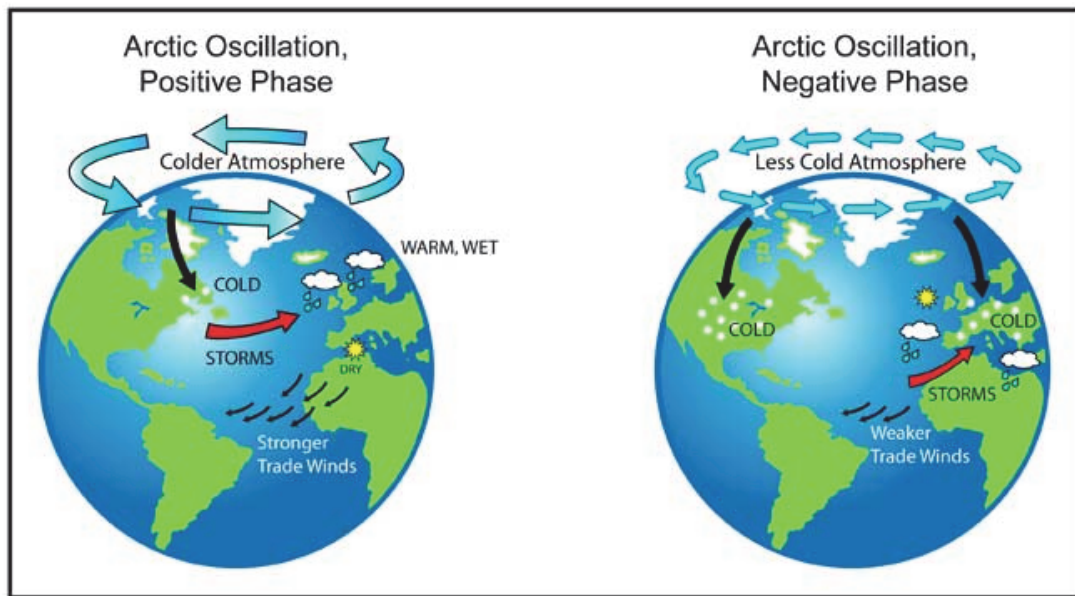 Arctic Oscillation,
Positive Phase
Colder Atmosphere
WARM, WET
COLD
STORMS
DRY
Stronger
Trade Winds
Arctic Oscillation,
Negative Phase
Less Cold Atmosphere
COLD
COLD
STORMS
Weaker
Trade Winds